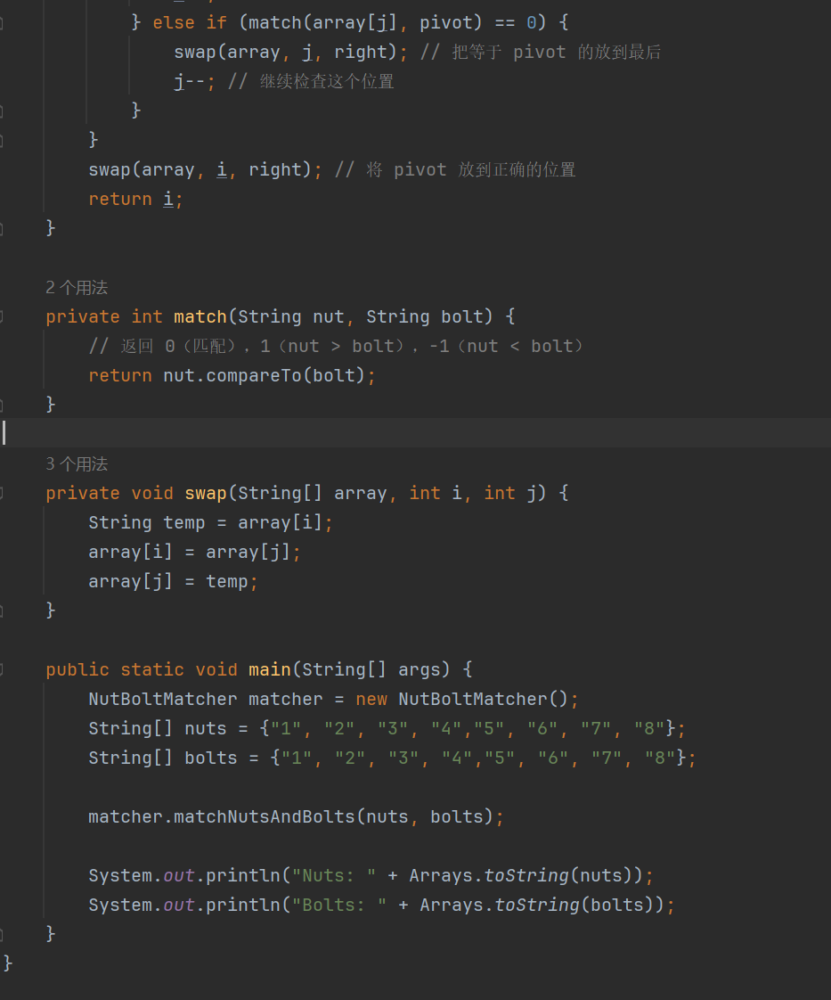 } else if (match(array[j], pivot) == 0) {
swap(array, j, right); // 把等于 pivot 的放到最后
j--; // 继续检查这个位置
}
}
swap(array, i, right); // 将 pivot 放到正确的位置
return i;
}
2 个用法
private int match(String nut, String bolt) {
// 返回 0（匹配），1（nut > bolt），-1（nut < bolt）
return nut.compareTo(bolt);
}
3 个用法
private void swap(String[] array, int i, int j) {
String temp = array[i];
array[i] = array[j];
array[j] = temp;
}
public static void main(String[] args) {
NutBoltMatcher matcher = new NutBoltMatcher();
String[] nuts = {"1", "2", "3", "4","5", "6", "7", "8"};
String[] bolts = {"1", "2", "3", "4","5", "6", "7", "8"};
matcher.matchNutsAndBolts(nuts, bolts);
System.out.println("Nuts: " + Arrays.toString(nuts));
System.out.println("Bolts: " + Arrays.toString(bolts));
}
}